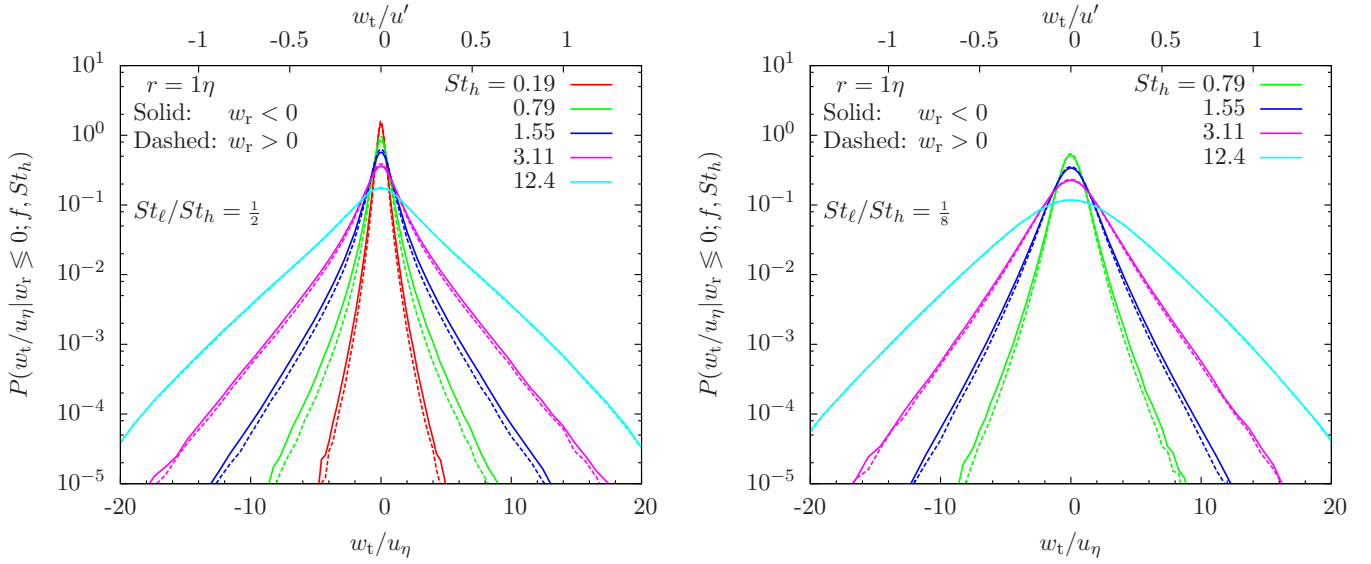 w_t/u'
-1 -0.5 0 0.5 1
10^1
10^0
10^-1
10^-2
10^-3
10^-4
10^-5
P(w_t/u_η|w_r ≶ 0; f, St_h)
r = 1η
Solid: w_r < 0
Dashed: w_r > 0
St_ℓ/St_h = 1/2
St_h = 0.19
0.79
1.55
3.11
12.4
-20 -10 0 10 20
w_t/u_η
w_t/u'
-1 -0.5 0 0.5 1
10^1
10^0
10^-1
10^-2
10^-3
10^-4
10^-5
P(w_t/u_η|w_r ≶ 0; f, St_h)
r = 1η
Solid: w_r < 0
Dashed: w_r > 0
St_ℓ/St_h = 1/8
St_h = 0.79
1.55
3.11
12.4
-20 -10 0 10 20
w_t/u_η